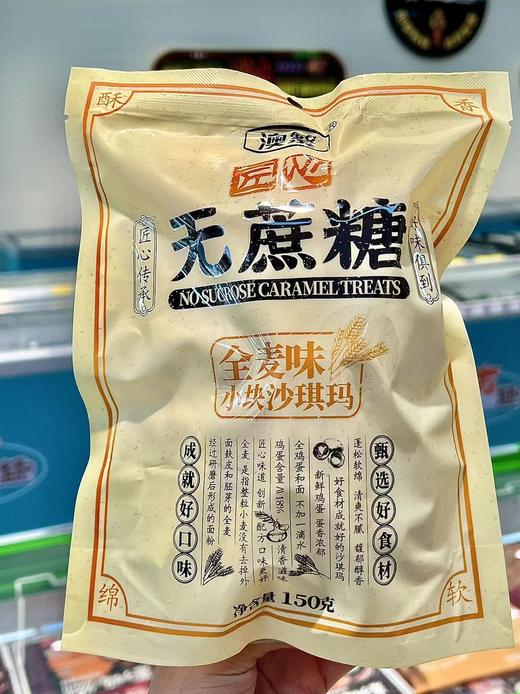 酥
香
澳敏
匠心
无蔗糖
NO SUCROSE CARAMEL TREATS
匠心传承
味俱到
全麦味
小块沙琪玛
甄选好食材
蓬松软绵 清爽不腻 馥郁醇香
好食材成就好的沙琪玛
新鲜鸡蛋 蛋香浓郁
全鸡蛋和面 不加一滴水
鸡蛋含量≥18% 清香滋味
匠心味道 创新配方 口味更好
全麦是指整粒小麦没有去掉外
面麸皮和胚芽的全麦
经过研磨后形成的面粉
成就好口味
绵
软
净含量 150克